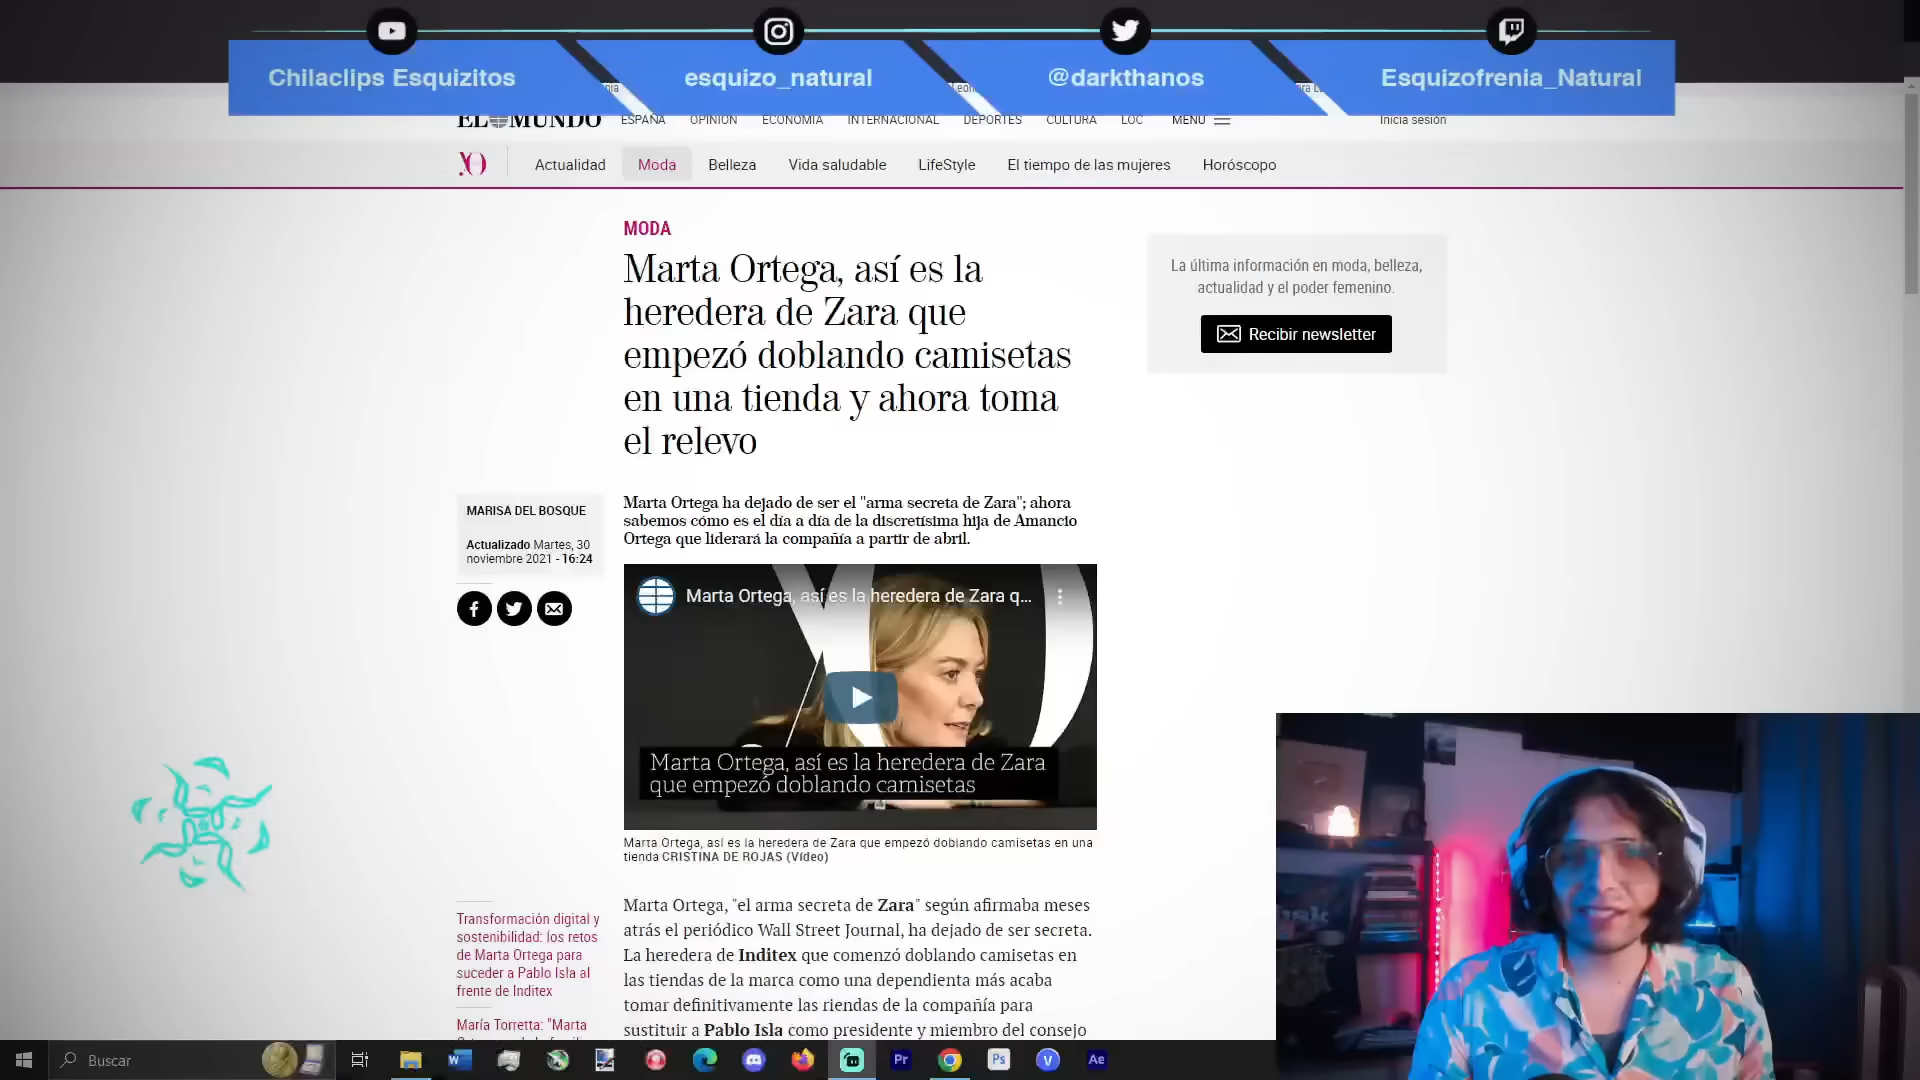 Chilaclips Esquizitos
esquizo_natural
@darkthanos
Esquizofrenia_Natural
EL MUNDO
ESPAÑA
OPINIÓN
ECONOMÍA
INTERNACIONAL
DEPORTES
CULTURA
LOC
MENÚ
Inicia sesión
YO
Actualidad
Moda
Belleza
Vida saludable
LifeStyle
El tiempo de las mujeres
Horóscopo
MODA
Marta Ortega, así es la
heredera de Zara que
empezó doblando camisetas
en una tienda y ahora toma
el relevo
La última información en moda, belleza,
actualidad y el poder femenino.
Recibir newsletter
MARISA DEL BOSQUE
Actualizado Martes, 30
noviembre 2021 - 16:24
Marta Ortega ha dejado de ser el "arma secreta de Zara"; ahora
sabemos cómo es el día a día de la discretísima hija de Amancio
Ortega que liderará la compañía a partir de abril.
Marta Ortega, así es la heredera de Zara q...
Marta Ortega, así es la heredera de Zara
que empezó doblando camisetas
Marta Ortega, así es la heredera de Zara que empezó doblando camisetas en una
tienda CRISTINA DE ROJAS (Vídeo)
Transformación digital y
sostenibilidad: los retos
de Marta Ortega para
suceder a Pablo Isla al
frente de Inditex
María Torretta: "Marta
Marta Ortega, "el arma secreta de Zara" según afirmaba meses
atrás el periódico Wall Street Journal, ha dejado de ser secreta.
La heredera de Inditex que comenzó doblando camisetas en
las tiendas de la marca como una dependienta más acaba
tomar definitivamente las riendas de la compañía para
sustituir a Pablo Isla como presidente y miembro del consejo
Buscar
W
Pr
Ps
V
Ae